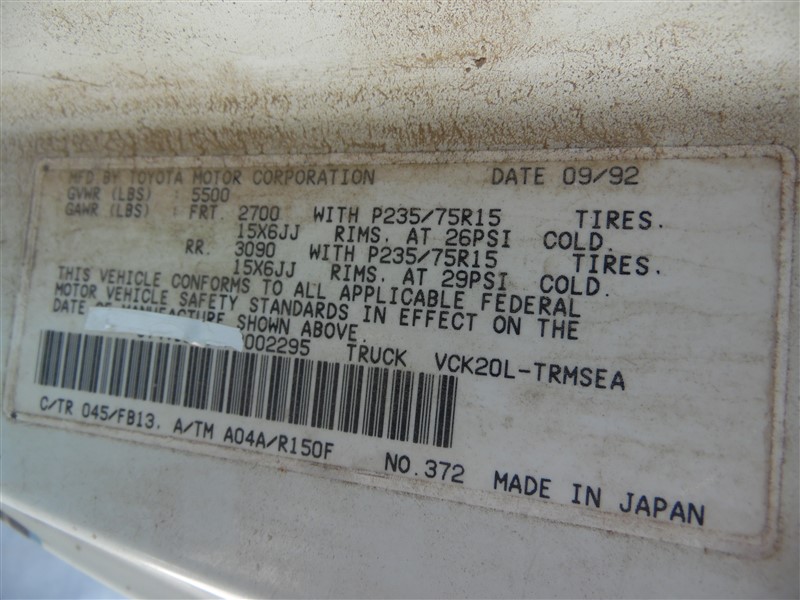 MFD BY TOYOTA MOTOR CORPORATION DATE 09/92
GVWR (LBS) : 5500
GAWR (LBS) : FRT. 2700 WITH P235/75R15 TIRES.
15X6JJ RIMS. AT 26PSI COLD.
RR. 3090 WITH P235/75R15 TIRES.
15X6JJ RIMS. AT 29PSI COLD.
THIS VEHICLE CONFORMS TO ALL APPLICABLE FEDERAL
MOTOR VEHICLE SAFETY STANDARDS IN EFFECT ON THE
DATE OF MANUFACTURE SHOWN ABOVE.
002295 TRUCK VCK20L-TRMSEA
C/TR 045/FB13. A/TM A04A/R150F NO.372 MADE IN JAPAN